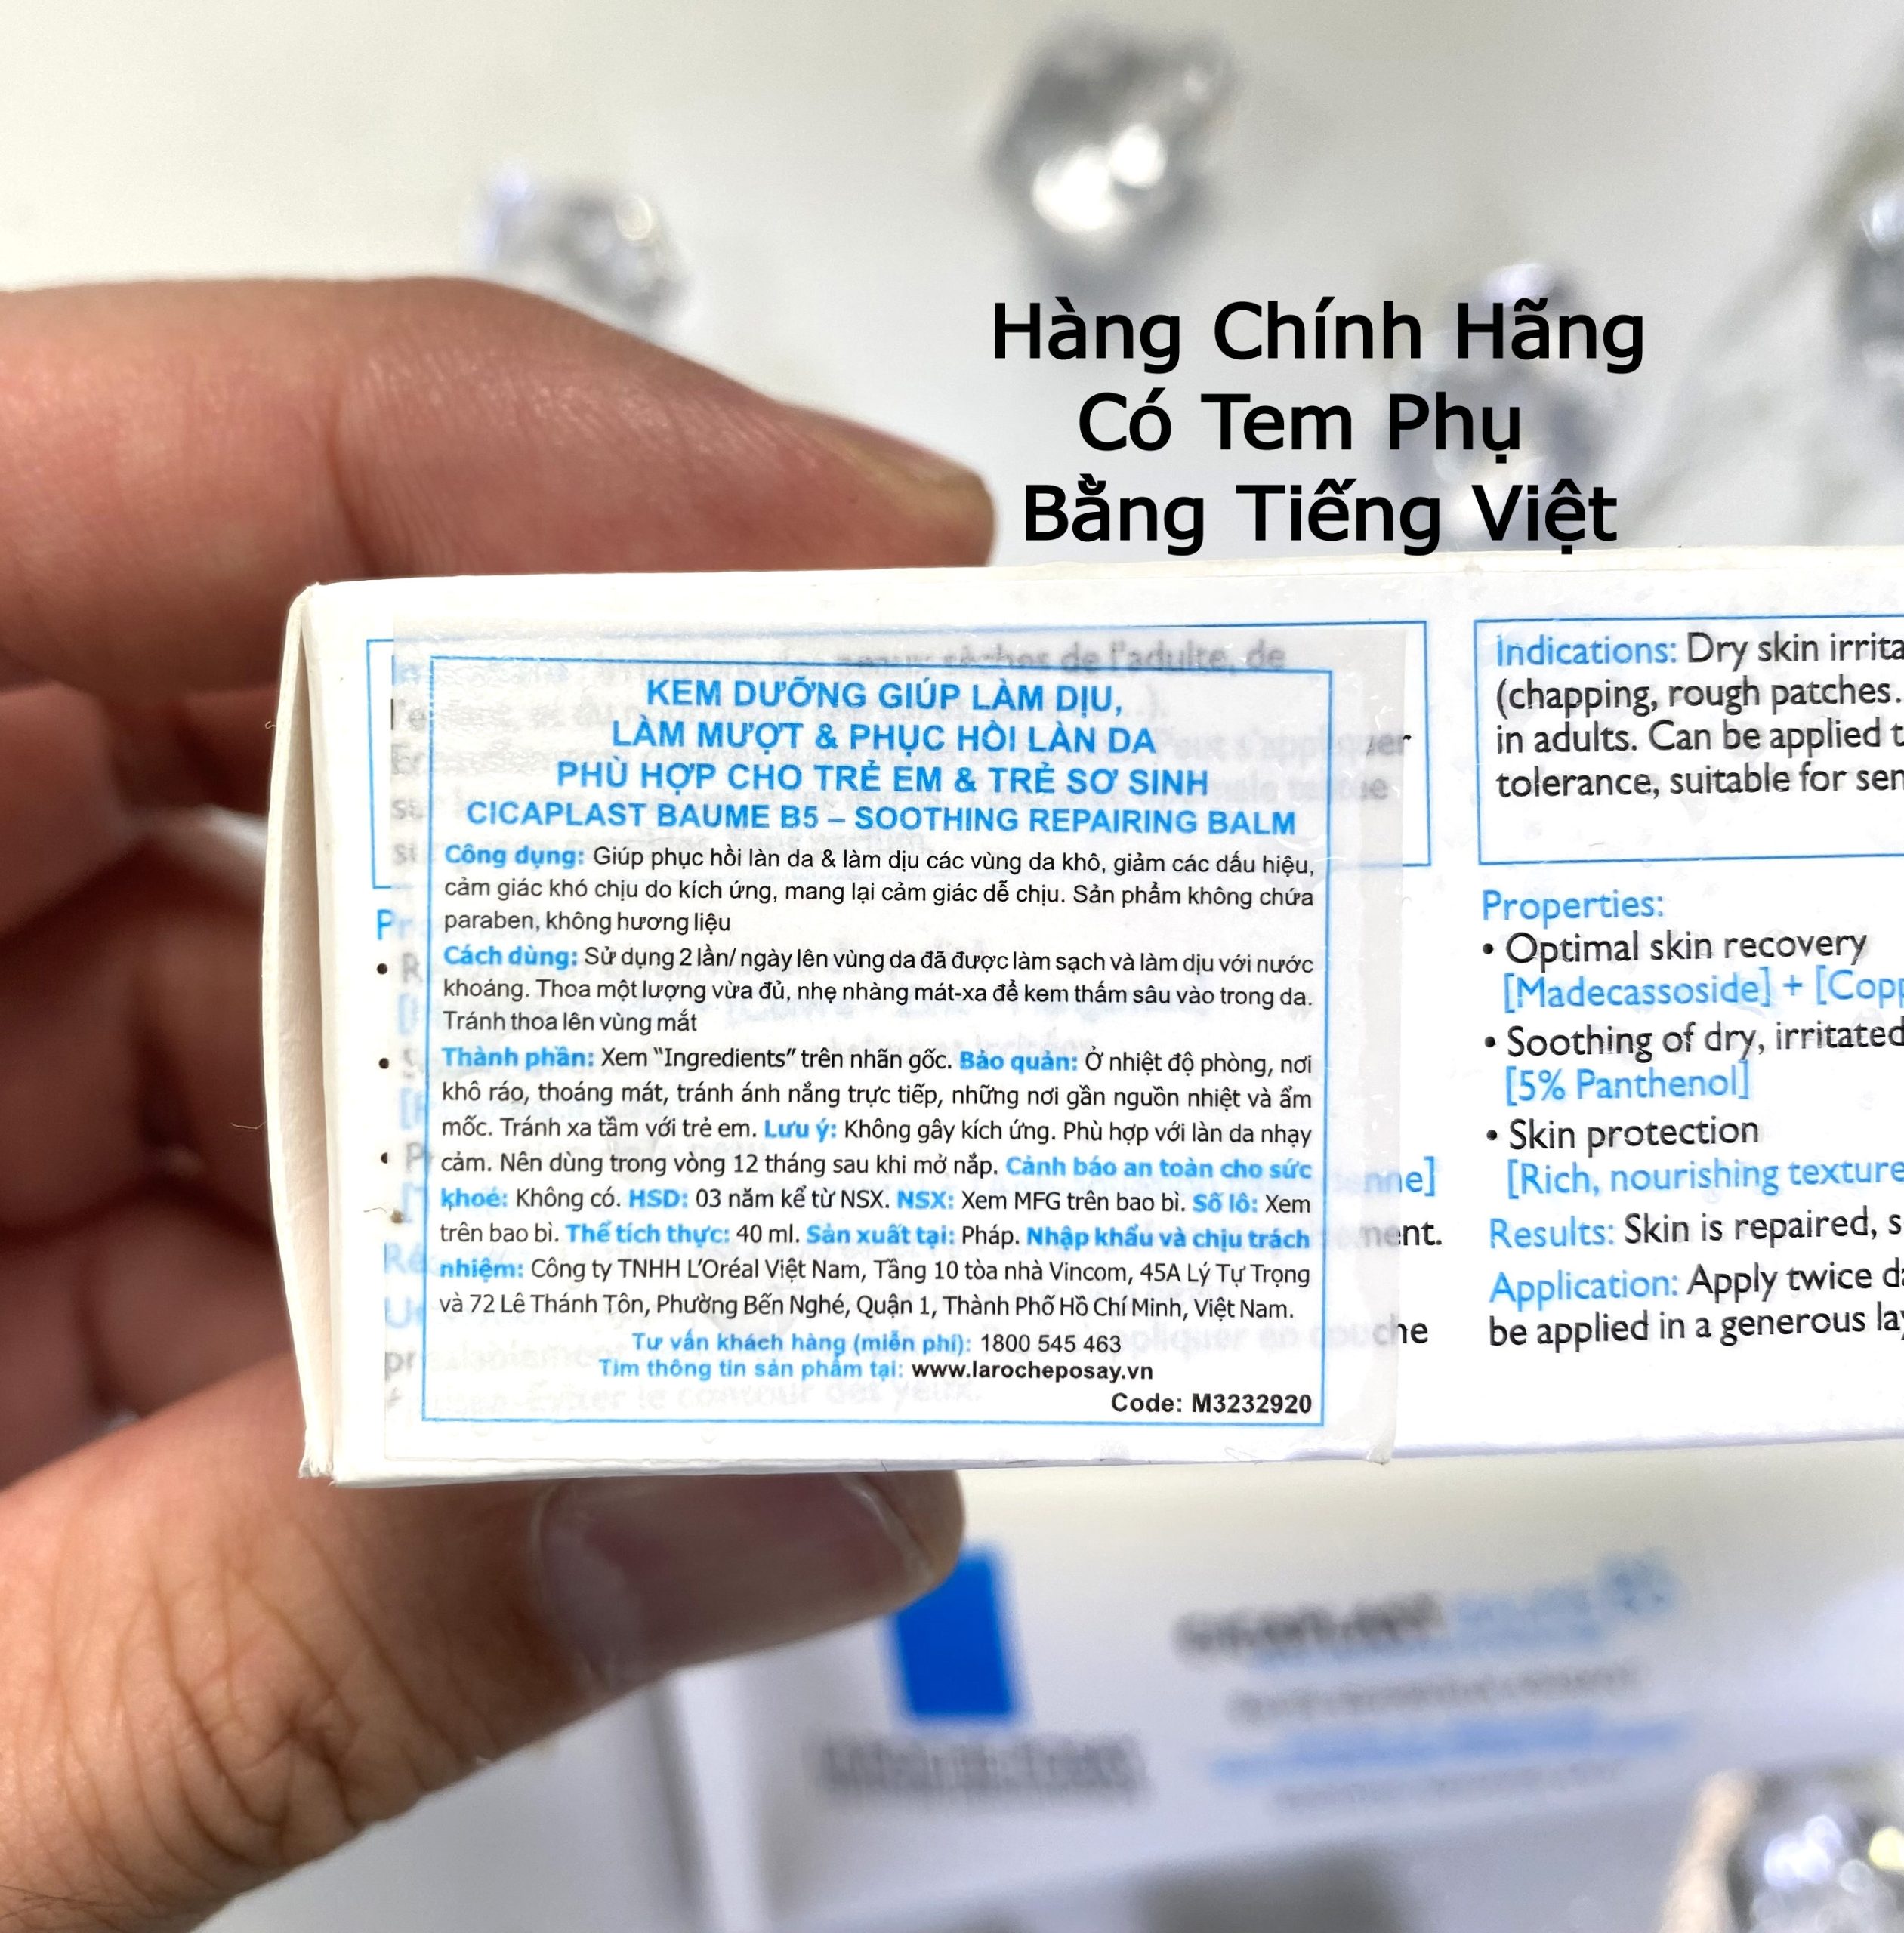 Hàng Chính Hãng
Có Tem Phụ
Bằng Tiếng Việt
KEM DƯỠNG GIÚP LÀM DỊU,
LÀM MƯỢT & PHỤC HỒI LÀN DA
PHÙ HỢP CHO TRẺ EM & TRẺ SƠ SINH
CICAPLAST BAUME B5 – SOOTHING REPAIRING BALM
Công dụng: Giúp phục hồi làn da & làm dịu các vùng da khô, giảm các dấu hiệu,
cảm giác khó chịu do kích ứng, mang lại cảm giác dễ chịu. Sản phẩm không chứa
paraben, không hương liệu
Cách dùng: Sử dụng 2 lần/ ngày lên vùng da đã được làm sạch và làm dịu với nước
khoáng. Thoa một lượng vừa đủ, nhẹ nhàng mát-xa để kem thấm sâu vào trong da.
Tránh thoa lên vùng mắt
Thành phần: Xem "Ingredients" trên nhãn gốc. Bảo quản: Ở nhiệt độ phòng, nơi
khô ráo, thoáng mát, tránh ánh nắng trực tiếp, những nơi gần nguồn nhiệt và ẩm
mốc. Tránh xa tầm với trẻ em. Lưu ý: Không gây kích ứng. Phù hợp với làn da nhạy
cảm. Nên dùng trong vòng 12 tháng sau khi mở nắp. Cảnh báo an toàn cho sức
khoẻ: Không có. HSD: 03 năm kể từ NSX. NSX: Xem MFG trên bao bì. Số lô: Xem
trên bao bì. Thể tích thực: 40 ml. Sản xuất tại: Pháp. Nhập khẩu và chịu trách
nhiệm: Công ty TNHH L'Oréal Việt Nam, Tầng 10 tòa nhà Vincom, 45A Lý Tự Trọng
và 72 Lê Thánh Tôn, Phường Bến Nghé, Quận 1, Thành Phố Hồ Chí Minh, Việt Nam.
Tư vấn khách hàng (miễn phí): 1800 545 463
Tìm thông tin sản phẩm tại: www.larocheposay.vn
Code: M3232920
Indications: Dry skin irrita
(chapping, rough patches.
in adults. Can be applied t
tolerance, suitable for sen
Properties:
• Optimal skin recovery
[Madecassoside] + [Copp
• Soothing of dry, irritated
[5% Panthenol]
• Skin protection
[Rich, nourishing texture
Results: Skin is repaired, s
Application: Apply twice da
be applied in a generous lay